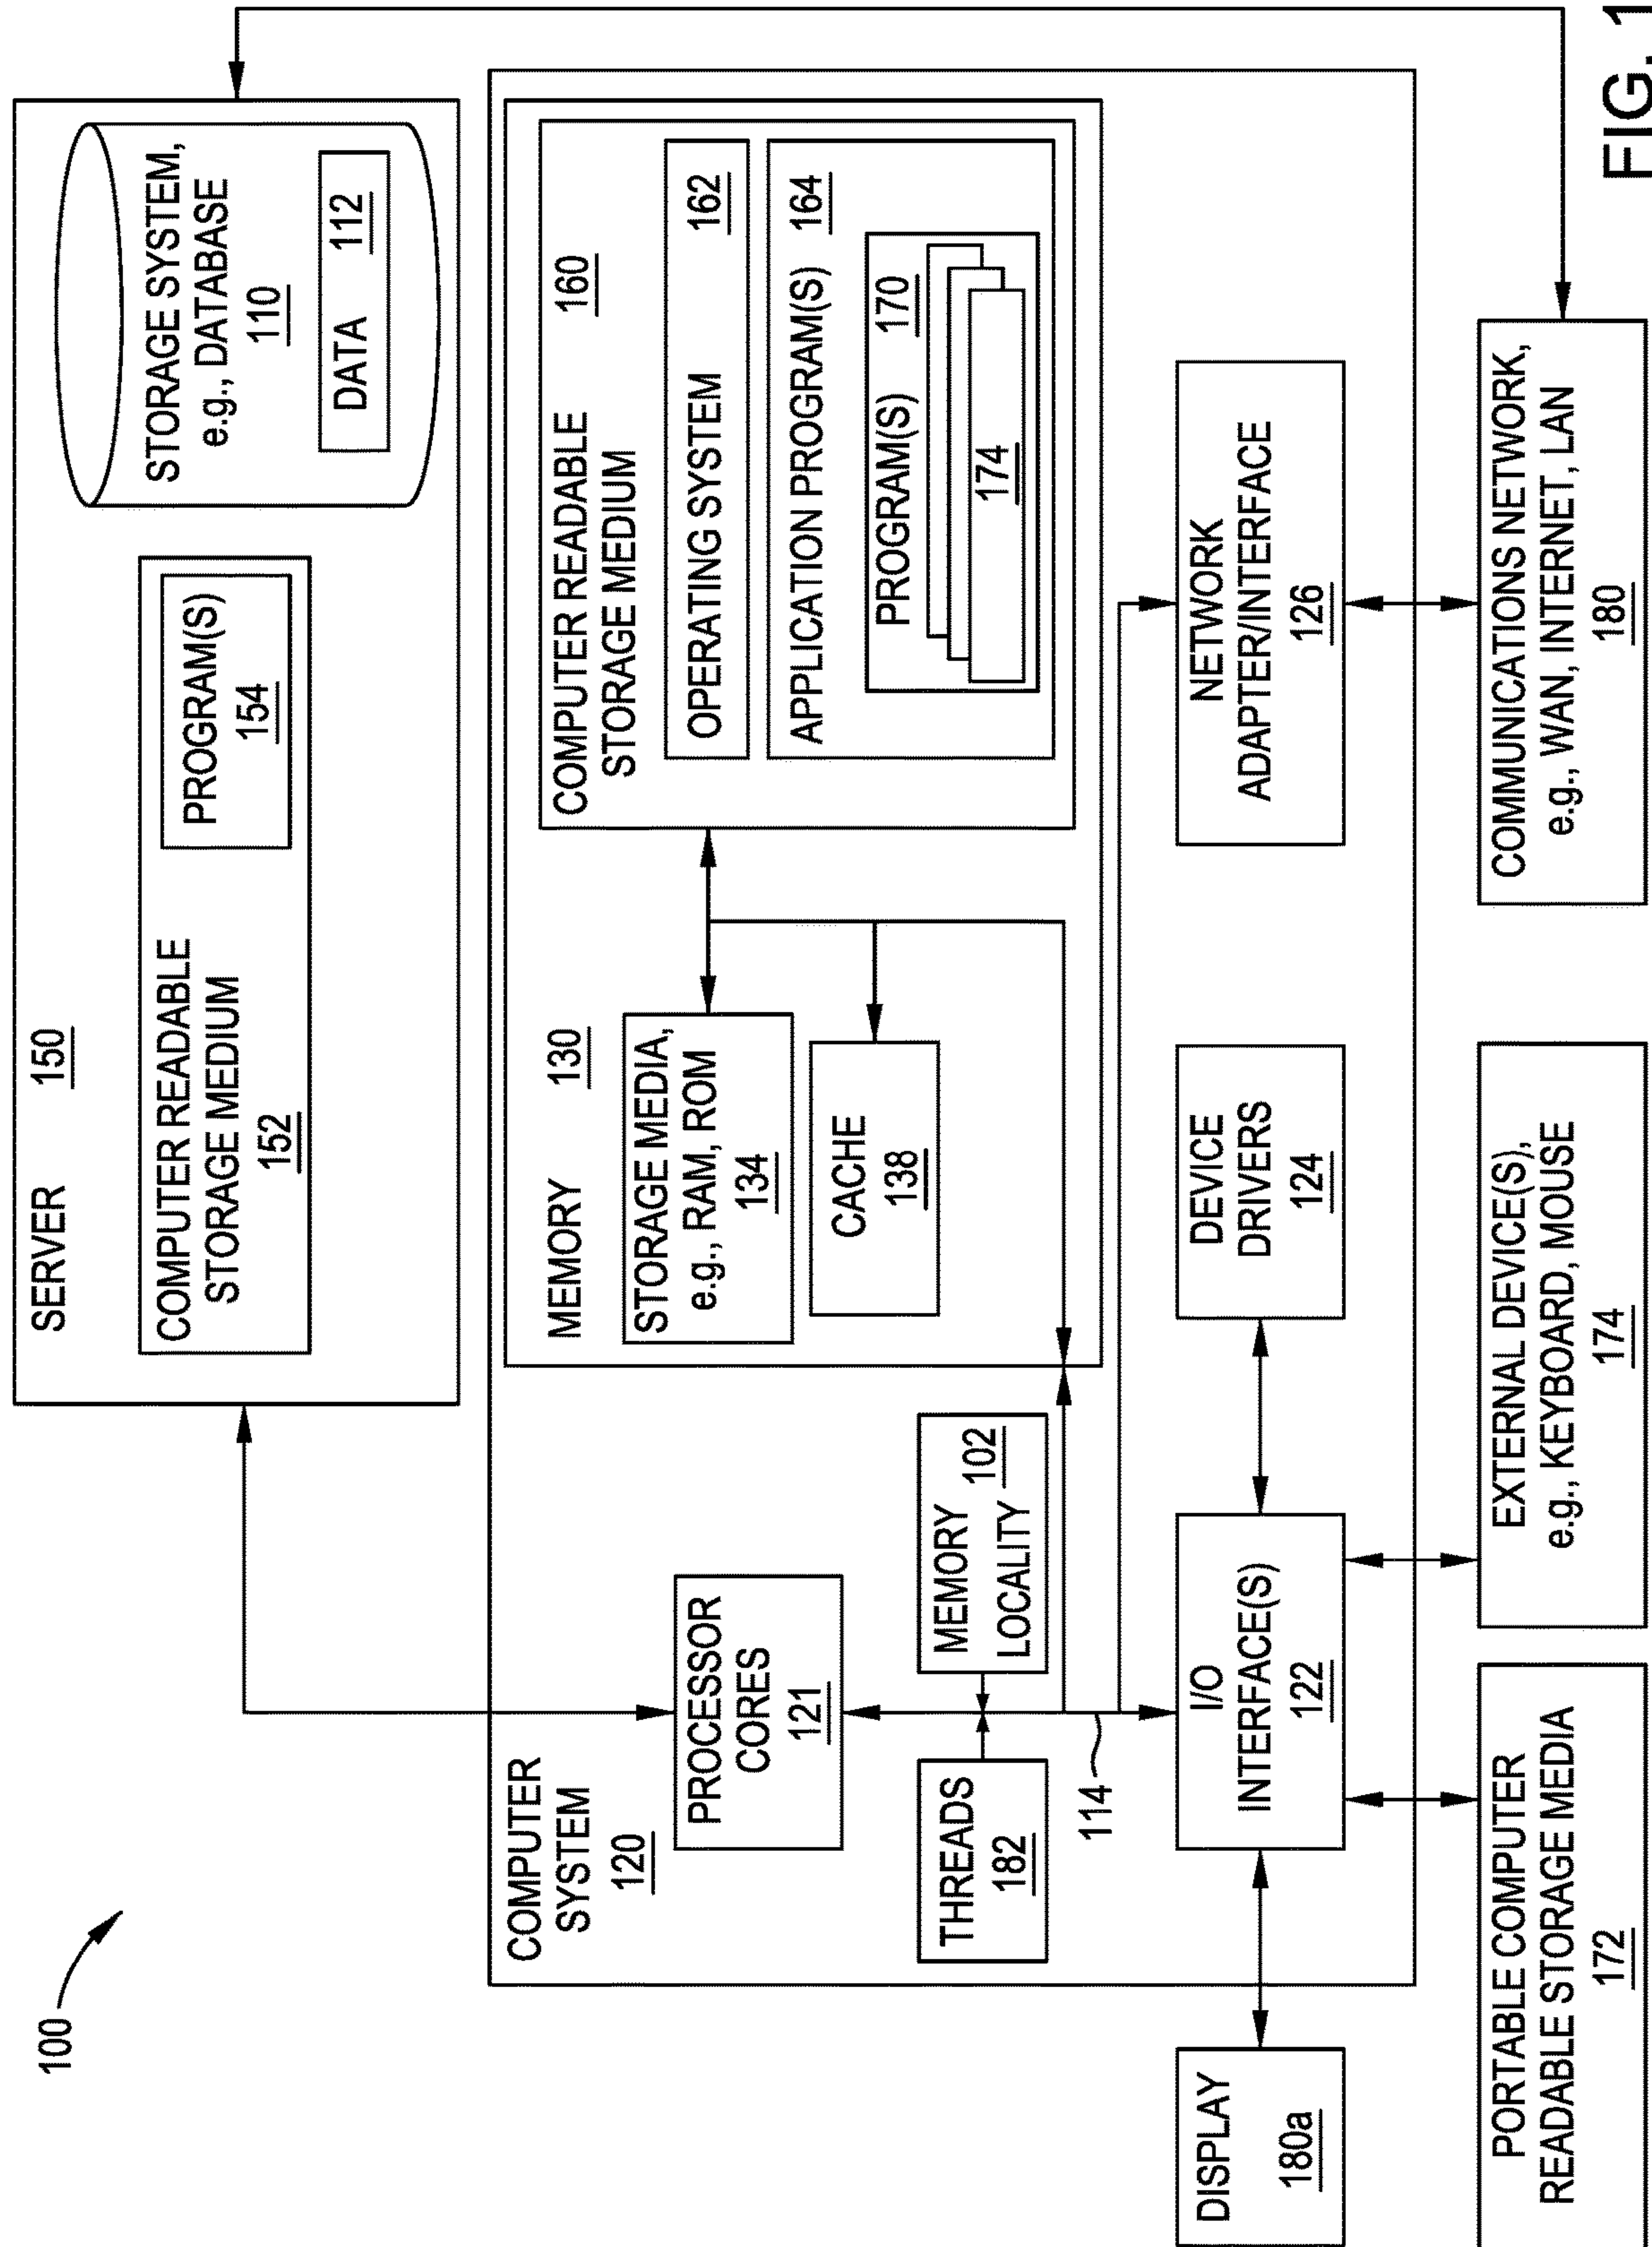 100
SERVER 150
COMPUTER READABLE
STORAGE MEDIUM
152
PROGRAM(S)
154
STORAGE SYSTEM,
e.g., DATABASE
110
DATA 112
COMPUTER
SYSTEM
120
PROCESSOR
CORES
121
THREADS
182
MEMORY
LOCALITY
102
114
MEMORY 130
STORAGE MEDIA,
e.g., RAM, ROM
134
CACHE
138
COMPUTER READABLE
STORAGE MEDIUM
160
OPERATING SYSTEM 162
APPLICATION PROGRAM(S) 164
PROGRAM(S) 170
174
DISPLAY
180a
I/O
INTERFACE(S)
122
DEVICE
DRIVERS
124
NETWORK
ADAPTER/INTERFACE
126
PORTABLE COMPUTER
READABLE STORAGE MEDIA
172
EXTERNAL DEVICE(S),
e.g., KEYBOARD, MOUSE
174
COMMUNICATIONS NETWORK,
e.g., WAN, INTERNET, LAN
180
FIG. 1